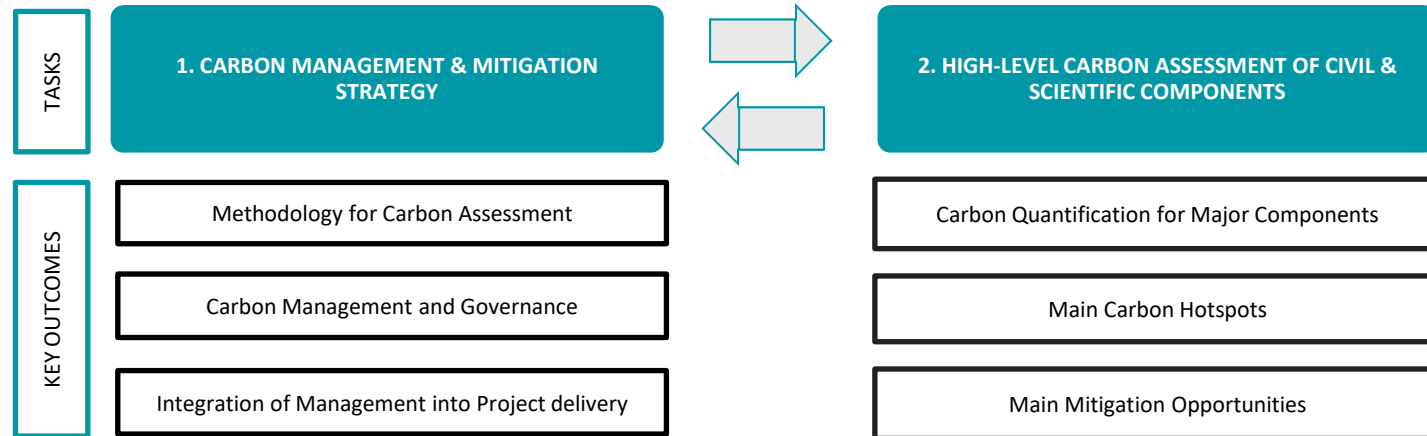 TASKS
1. CARBON MANAGEMENT & MITIGATION
STRATEGY
2. HIGH-LEVEL CARBON ASSESSMENT OF CIVIL &
SCIENTIFIC COMPONENTS
KEY OUTCOMES
Methodology for Carbon Assessment
Carbon Management and Governance
Integration of Management into Project delivery
Carbon Quantification for Major Components
Main Carbon Hotspots
Main Mitigation Opportunities